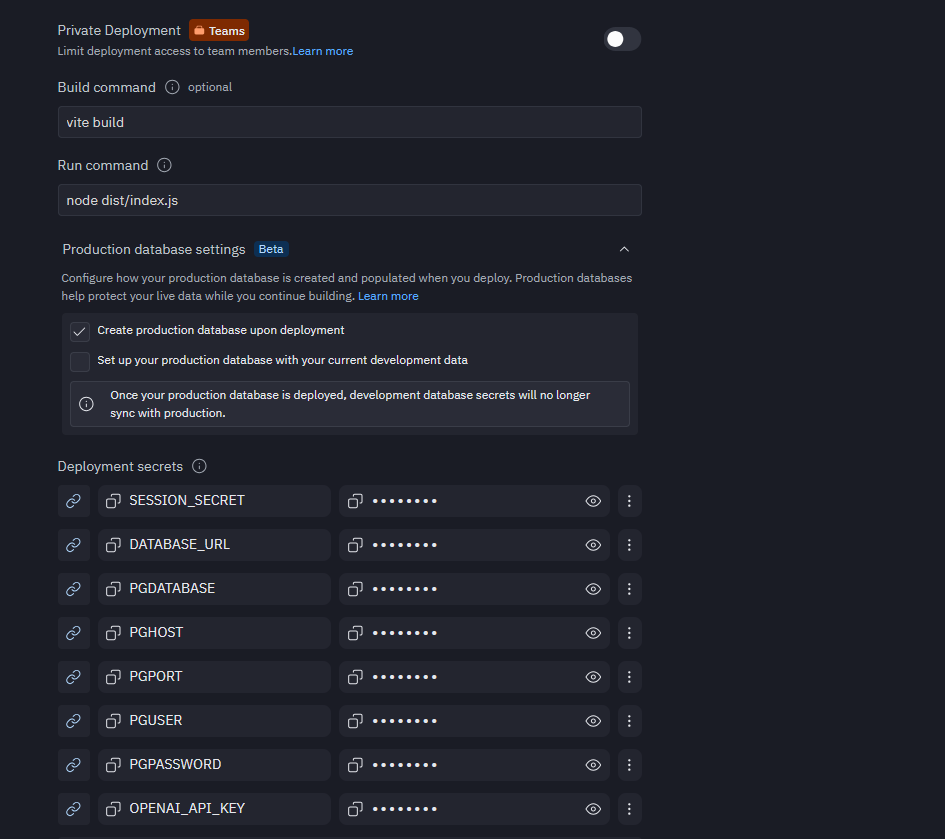 Private Deployment Teams
Limit deployment access to team members.Learn more
Build command optional
vite build
Run command
node dist/index.js
Production database settings Beta
Configure how your production database is created and populated when you deploy. Production databases
help protect your live data while you continue building. Learn more
Create production database upon deployment
Set up your production database with your current development data
Once your production database is deployed, development database secrets will no longer
sync with production.
Deployment secrets
SESSION_SECRET
DATABASE_URL
PGDATABASE
PGHOST
PGPORT
PGUSER
PGPASSWORD
OPENAI_API_KEY